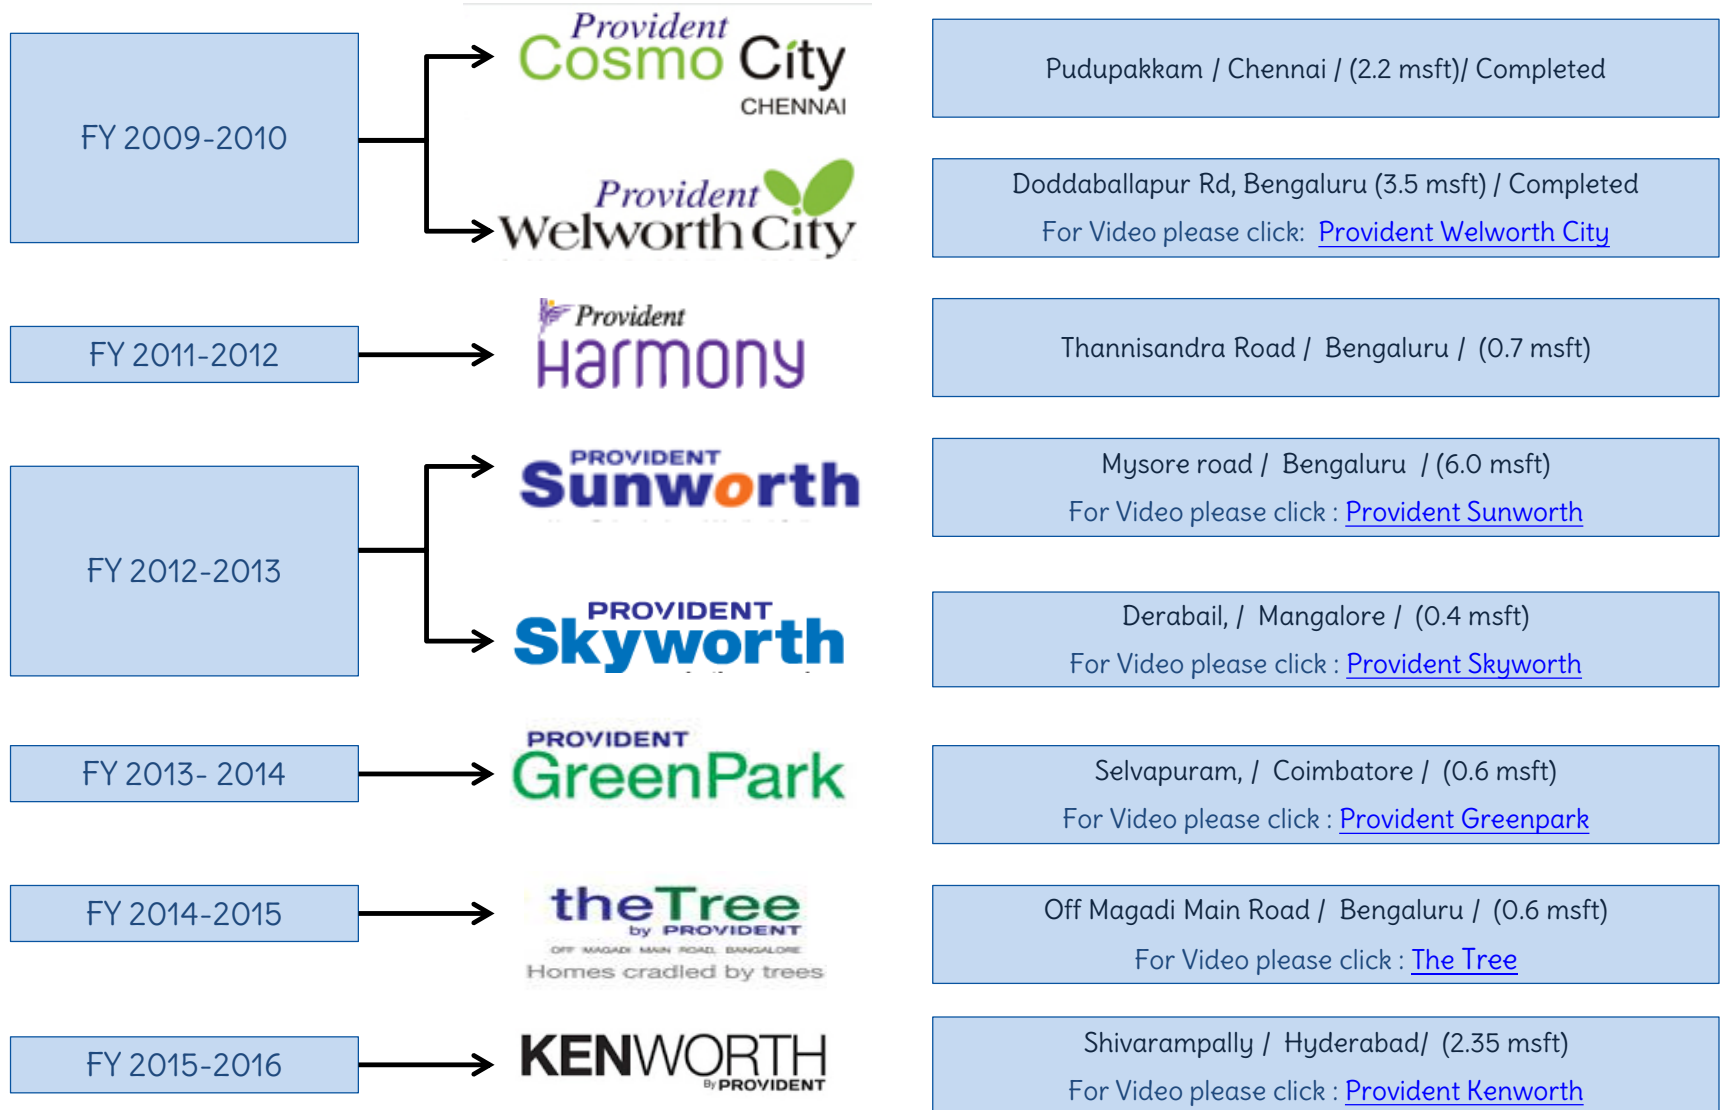 FY 2009-2010
Provident
Cosmo City
CHENNAI
Pudupakkam / Chennai / (2.2 msft)/ Completed
Provident
Welworth City
Doddaballapur Rd, Bengaluru (3.5 msft) / Completed
For Video please click: Provident Welworth City
FY 2011-2012
Provident
Harmony
Thannisandra Road / Bengaluru / (0.7 msft)
FY 2012-2013
PROVIDENT
Sunworth
Mysore road / Bengaluru / (6.0 msft)
For Video please click : Provident Sunworth
PROVIDENT
Skyworth
Derabail, / Mangalore / (0.4 msft)
For Video please click : Provident Skyworth
FY 2013- 2014
PROVIDENT
GreenPark
Selvapuram, / Coimbatore / (0.6 msft)
For Video please click : Provident Greenpark
FY 2014-2015
theTree
by PROVIDENT
OFF MAGADI MAIN ROAD, BANGALORE
Homes cradled by trees
Off Magadi Main Road / Bengaluru / (0.6 msft)
For Video please click : The Tree
FY 2015-2016
KENWORTH
By PROVIDENT
Shivarampally / Hyderabad/ (2.35 msft)
For Video please click : Provident Kenworth